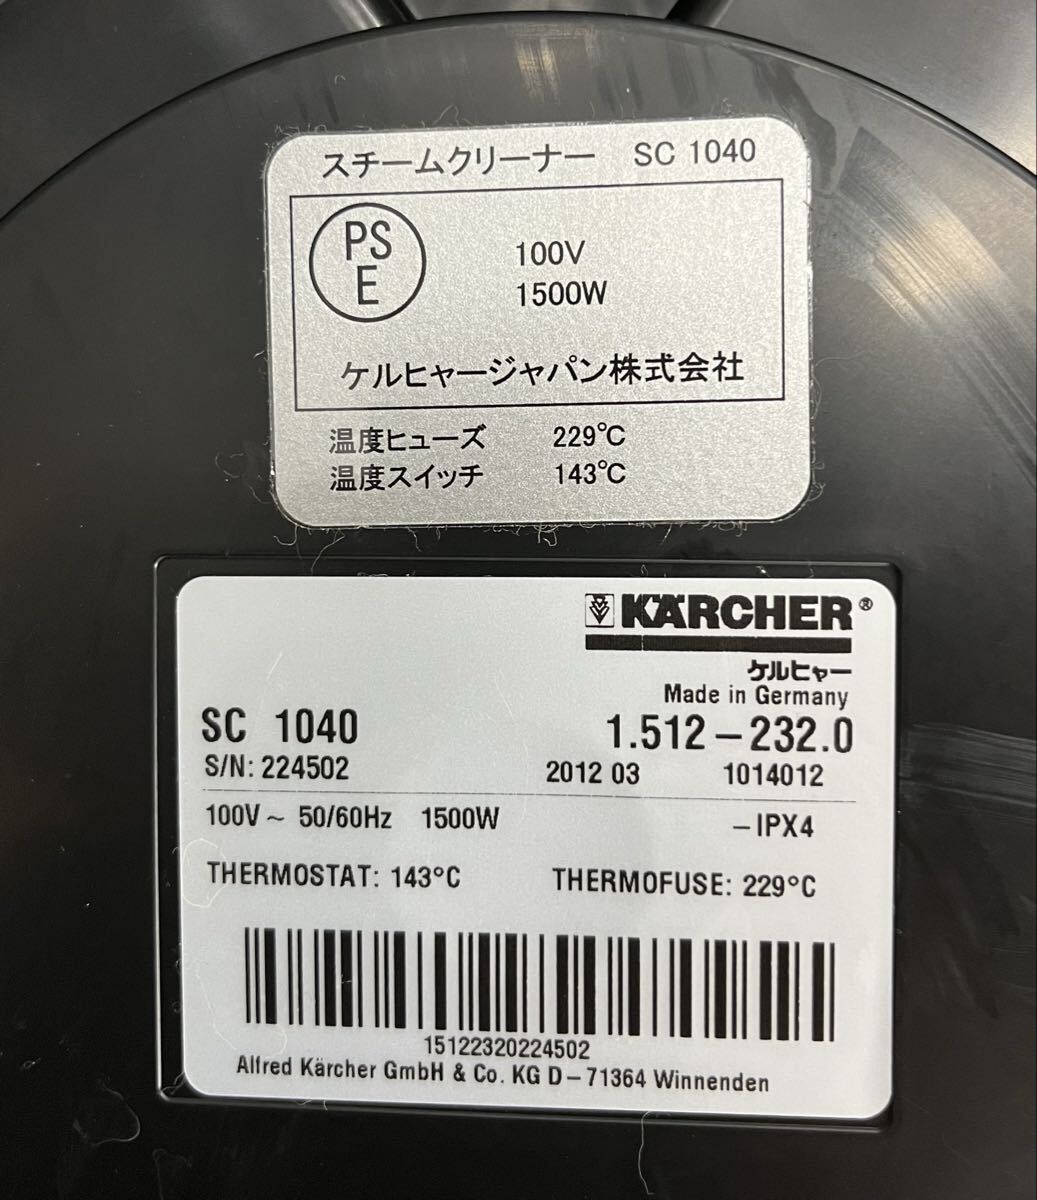 スチームクリーナー SC 1040
PS
E
100V
1500W
ケルヒャージャパン株式会社
温度ヒューズ 229℃
温度スイッチ 143℃
KÄRCHER®
ケルヒャー
Made in Germany
SC 1040 1.512-232.0
S/N: 224502 2012 03 1014012
100V~ 50/60Hz 1500W -IPX4
THERMOSTAT: 143°C THERMOFUSE: 229°C
15122320224502
Alfred Kärcher GmbH & Co. KG D-71364 Winnenden